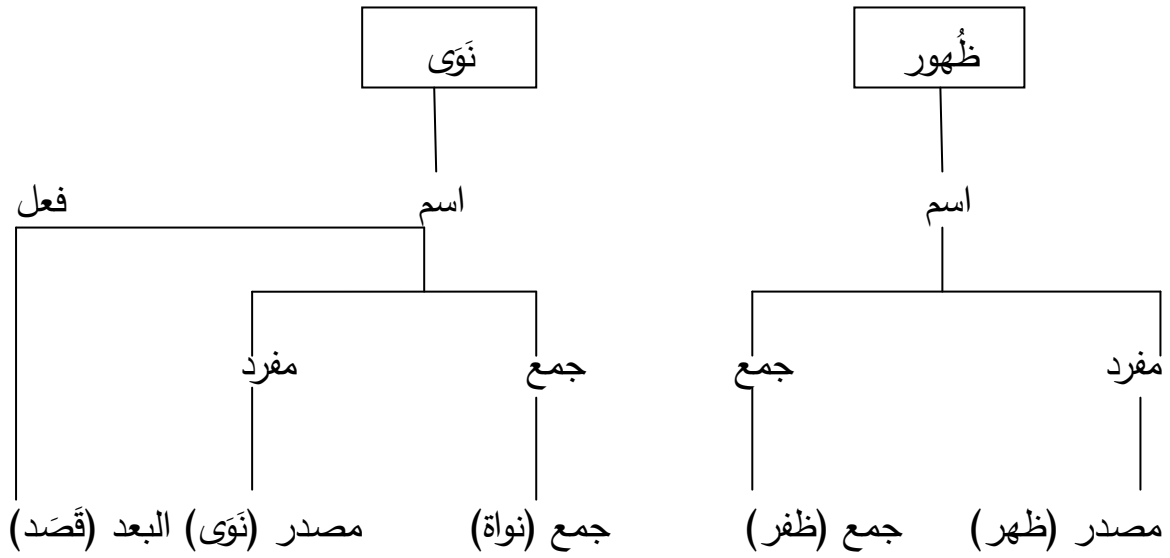 ظُهور نَوَى
اسم اسم فعل
مفرد جمع جمع مفرد
مصدر (ظهر) جمع (ظفر) جمع (نواة) مصدر (نَوَى) البعد (قَصَد)